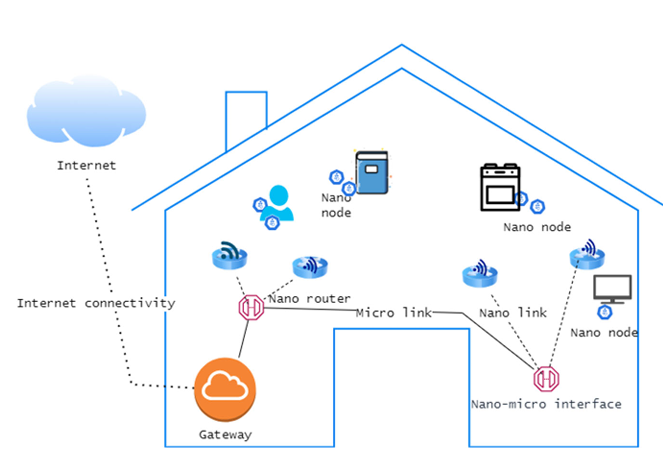 Internet
Nano
node
Nano node
Internet connectivity
Nano router
Micro link
Nano link
Nano node
Nano-micro interface
Gateway